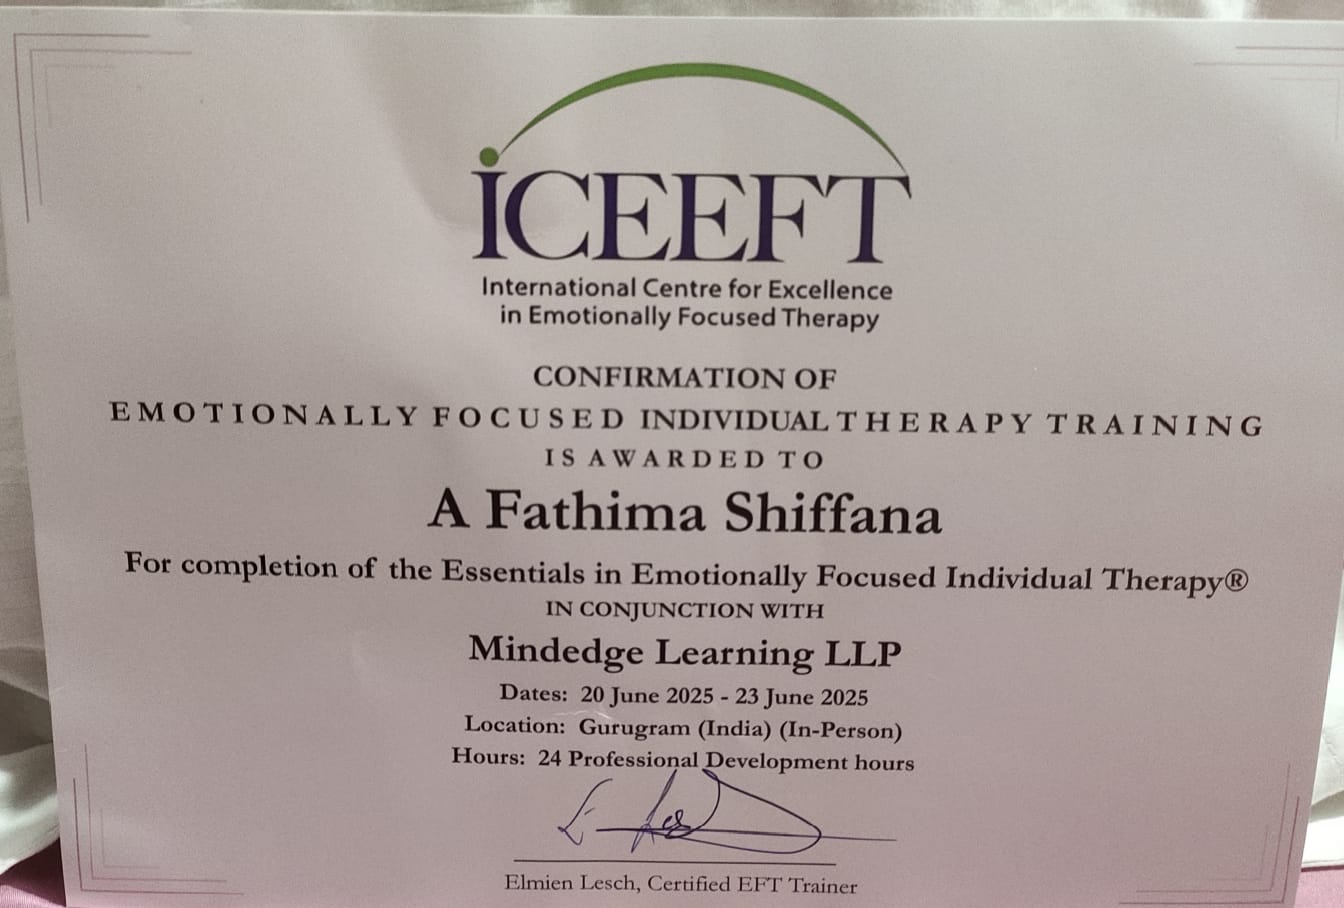 iCEEFT
International Centre for Excellence
in Emotionally Focused Therapy
CONFIRMATION OF
EMOTIONALLY FOCUSED INDIVIDUAL THERAPY TRAINING
IS AWARDED TO
A Fathima Shiffana
For completion of the Essentials in Emotionally Focused Individual Therapy®
IN CONJUNCTION WITH
Mindedge Learning LLP
Dates: 20 June 2025 - 23 June 2025
Location: Gurugram (India) (In-Person)
Hours: 24 Professional Development hours
Elmien Lesch, Certified EFT Trainer